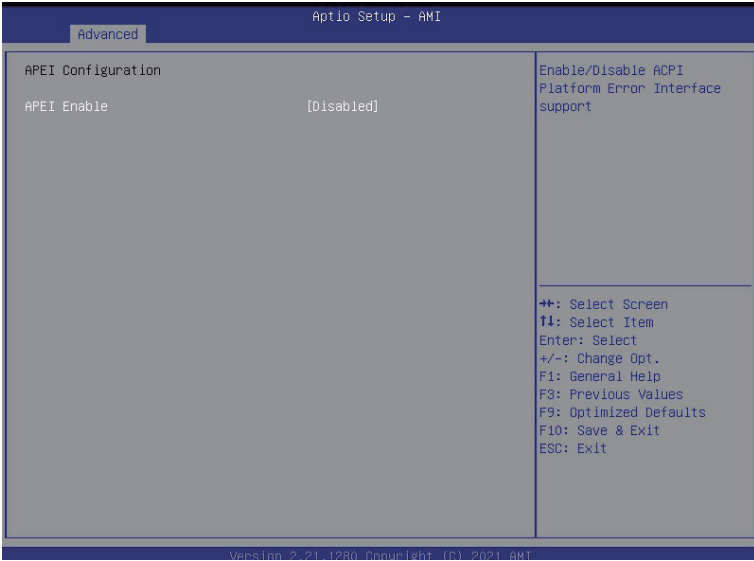 Aptio Setup – AMI
Advanced
APEI Configuration
APEI Enable [Disabled]
Enable/Disable ACPI
Platform Error Interface
support
→←: Select Screen
↑↓: Select Item
Enter: Select
+/-: Change Opt.
F1: General Help
F3: Previous Values
F9: Optimized Defaults
F10: Save & Exit
ESC: Exit
Version 2.21.1280 Copyright (C) 2021 AMI